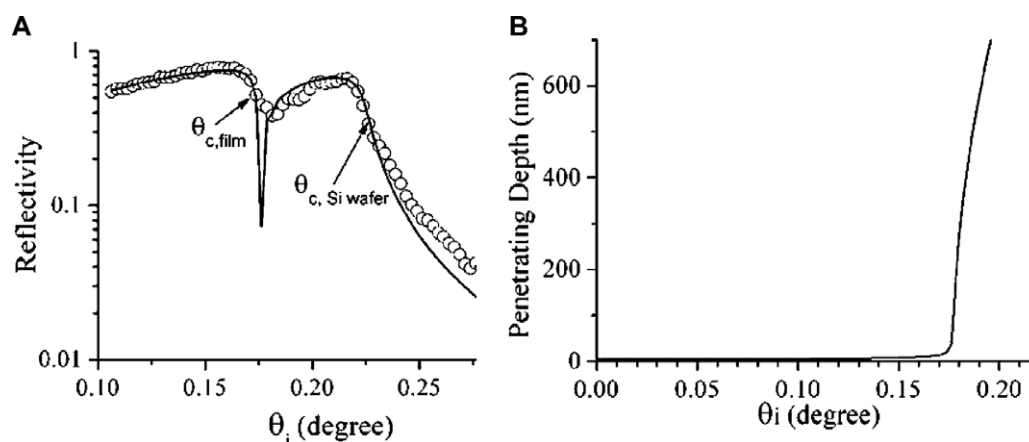 A
Reflectivity
1
0.1
0.01
θc,film
θc, Si wafer
0.10 0.15 0.20 0.25
θi (degree)
B
Penetrating Depth (nm)
600
400
200
0
0.00 0.05 0.10 0.15 0.20
θi (degree)